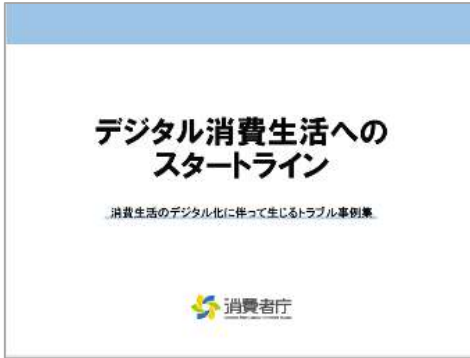 デジタル消費生活への
スタートライン
消費生活のデジタル化に伴って生じるトラブル事例集
消費者庁